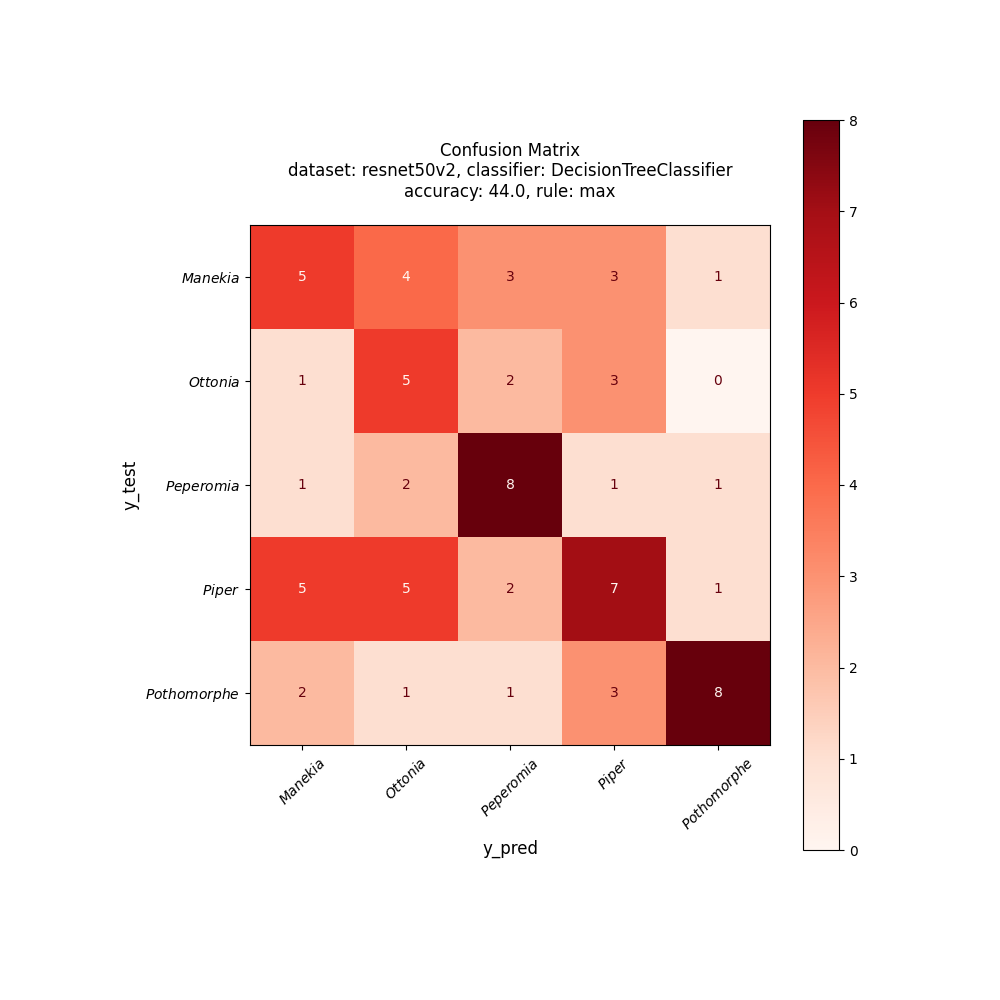 Confusion Matrix
dataset: resnet50v2, classifier: DecisionTreeClassifier
accuracy: 44.0, rule: max
y_test
Manekia 5 4 3 3 1
Ottonia 1 5 2 3 0
Peperomia 1 2 8 1 1
Piper 5 5 2 7 1
Pothomorphe 2 1 1 3 8
Manekia Ottonia Peperomia Piper Pothomorphe
y_pred
8
7
6
5
4
3
2
1
0